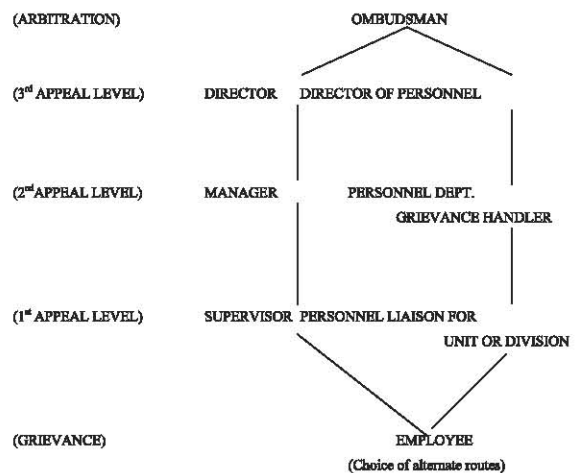 (ARBITRATION) OMBUDSMAN
(3rd APPEAL LEVEL) DIRECTOR DIRECTOR OF PERSONNEL
(2nd APPEAL LEVEL) MANAGER PERSONNEL DEPT.
GRIEVANCE HANDLER
(1st APPEAL LEVEL) SUPERVISOR PERSONNEL LIAISON FOR
UNIT OR DIVISION
(GRIEVANCE) EMPLOYEE
(Choice of alternate routes)